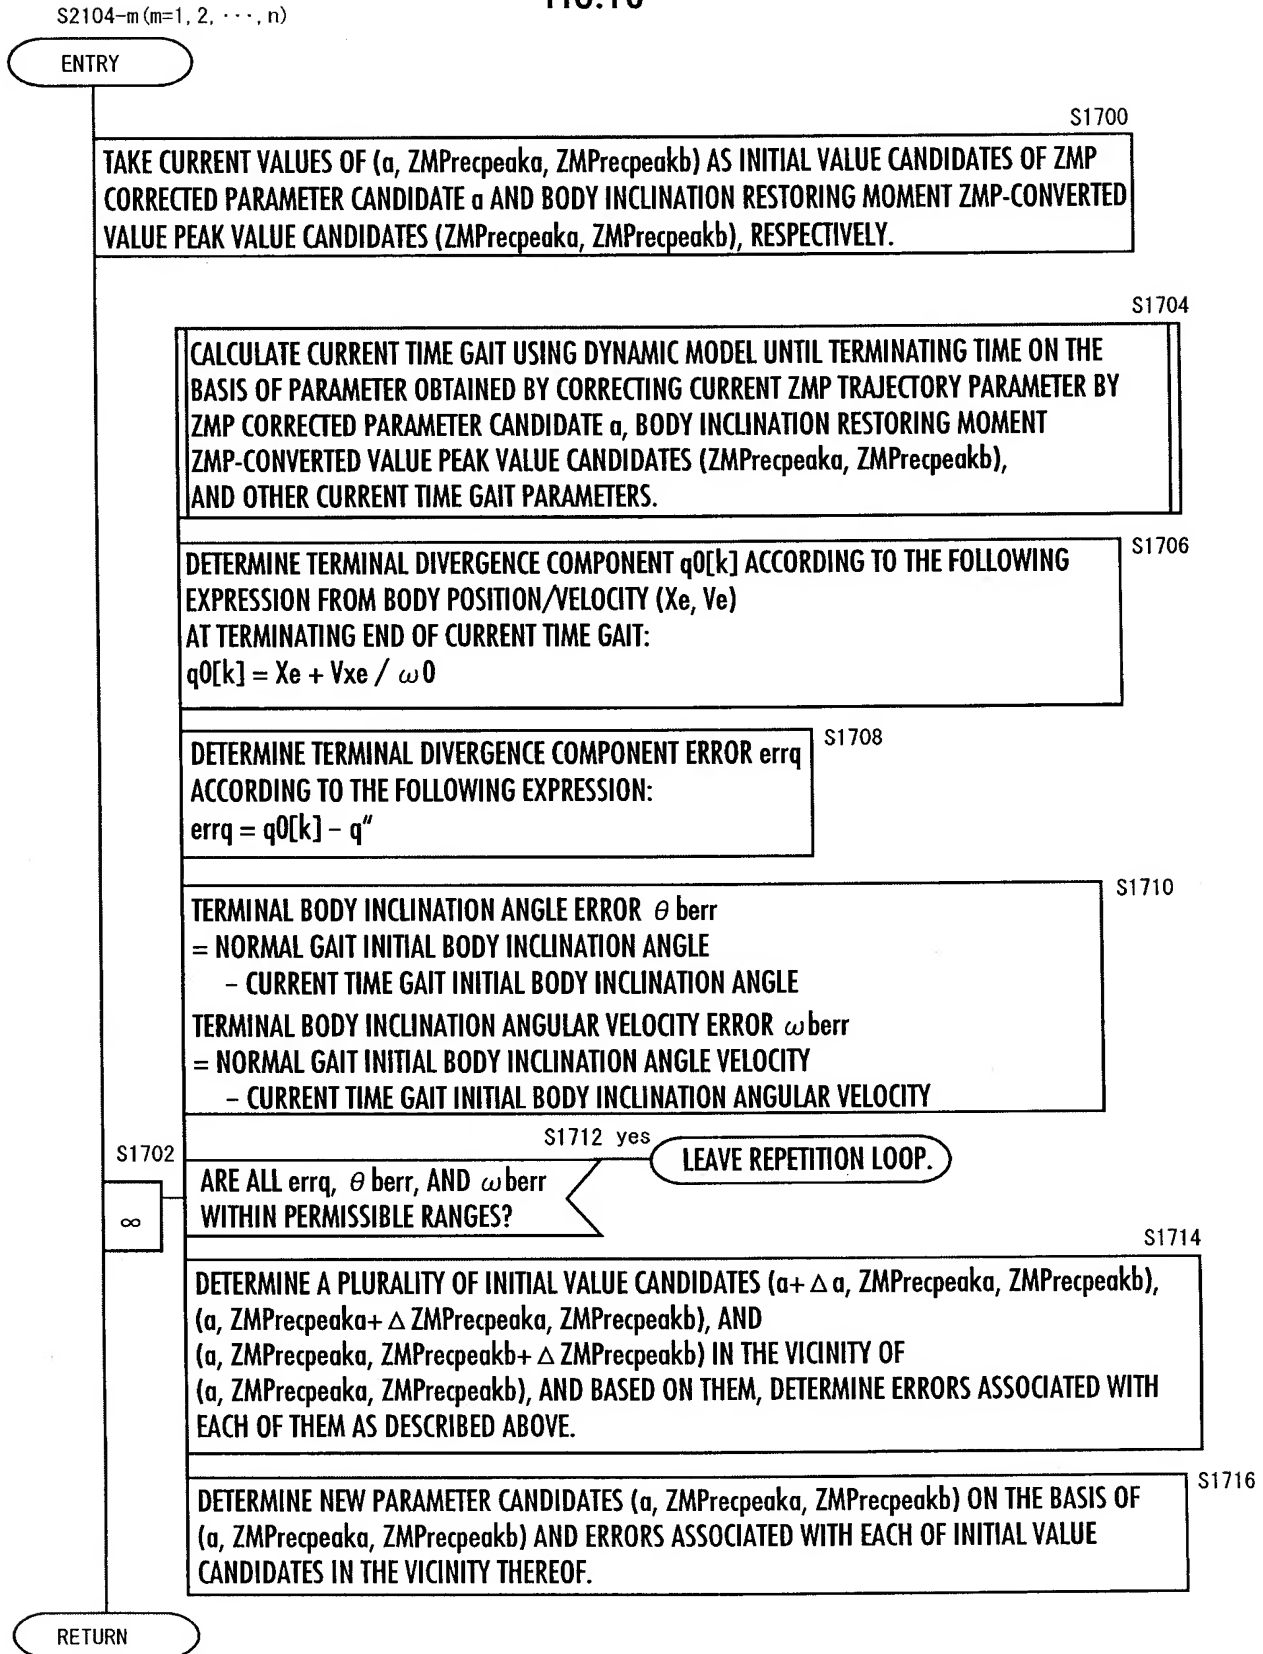 FIG.16
S2104-m(m=1, 2, ···, n)
ENTRY
S1700
TAKE CURRENT VALUES OF (a, ZMPrecpeaka, ZMPrecpeakb) AS INITIAL VALUE CANDIDATES OF ZMP
CORRECTED PARAMETER CANDIDATE a AND BODY INCLINATION RESTORING MOMENT ZMP-CONVERTED
VALUE PEAK VALUE CANDIDATES (ZMPrecpeaka, ZMPrecpeakb), RESPECTIVELY.
S1704
CALCULATE CURRENT TIME GAIT USING DYNAMIC MODEL UNTIL TERMINATING TIME ON THE
BASIS OF PARAMETER OBTAINED BY CORRECTING CURRENT ZMP TRAJECTORY PARAMETER BY
ZMP CORRECTED PARAMETER CANDIDATE a, BODY INCLINATION RESTORING MOMENT
ZMP-CONVERTED VALUE PEAK VALUE CANDIDATES (ZMPrecpeaka, ZMPrecpeakb),
AND OTHER CURRENT TIME GAIT PARAMETERS.
S1706
DETERMINE TERMINAL DIVERGENCE COMPONENT q0[k] ACCORDING TO THE FOLLOWING
EXPRESSION FROM BODY POSITION/VELOCITY (Xe, Ve)
AT TERMINATING END OF CURRENT TIME GAIT:
q0[k] = Xe + Vxe / ω0
S1708
DETERMINE TERMINAL DIVERGENCE COMPONENT ERROR errq
ACCORDING TO THE FOLLOWING EXPRESSION:
errq = q0[k] − q″
S1710
TERMINAL BODY INCLINATION ANGLE ERROR θ berr
= NORMAL GAIT INITIAL BODY INCLINATION ANGLE
− CURRENT TIME GAIT INITIAL BODY INCLINATION ANGLE
TERMINAL BODY INCLINATION ANGULAR VELOCITY ERROR ω berr
= NORMAL GAIT INITIAL BODY INCLINATION ANGLE VELOCITY
− CURRENT TIME GAIT INITIAL BODY INCLINATION ANGULAR VELOCITY
S1702
∞
S1712 yes
LEAVE REPETITION LOOP.
ARE ALL errq, θ berr, AND ω berr
WITHIN PERMISSIBLE RANGES?
S1714
DETERMINE A PLURALITY OF INITIAL VALUE CANDIDATES (a+ Δ a, ZMPrecpeaka, ZMPrecpeakb),
(a, ZMPrecpeaka+ Δ ZMPrecpeaka, ZMPrecpeakb), AND
(a, ZMPrecpeaka, ZMPrecpeakb+ Δ ZMPrecpeakb) IN THE VICINITY OF
(a, ZMPrecpeaka, ZMPrecpeakb), AND BASED ON THEM, DETERMINE ERRORS ASSOCIATED WITH
EACH OF THEM AS DESCRIBED ABOVE.
S1716
DETERMINE NEW PARAMETER CANDIDATES (a, ZMPrecpeaka, ZMPrecpeakb) ON THE BASIS OF
(a, ZMPrecpeaka, ZMPrecpeakb) AND ERRORS ASSOCIATED WITH EACH OF INITIAL VALUE
CANDIDATES IN THE VICINITY THEREOF.
RETURN